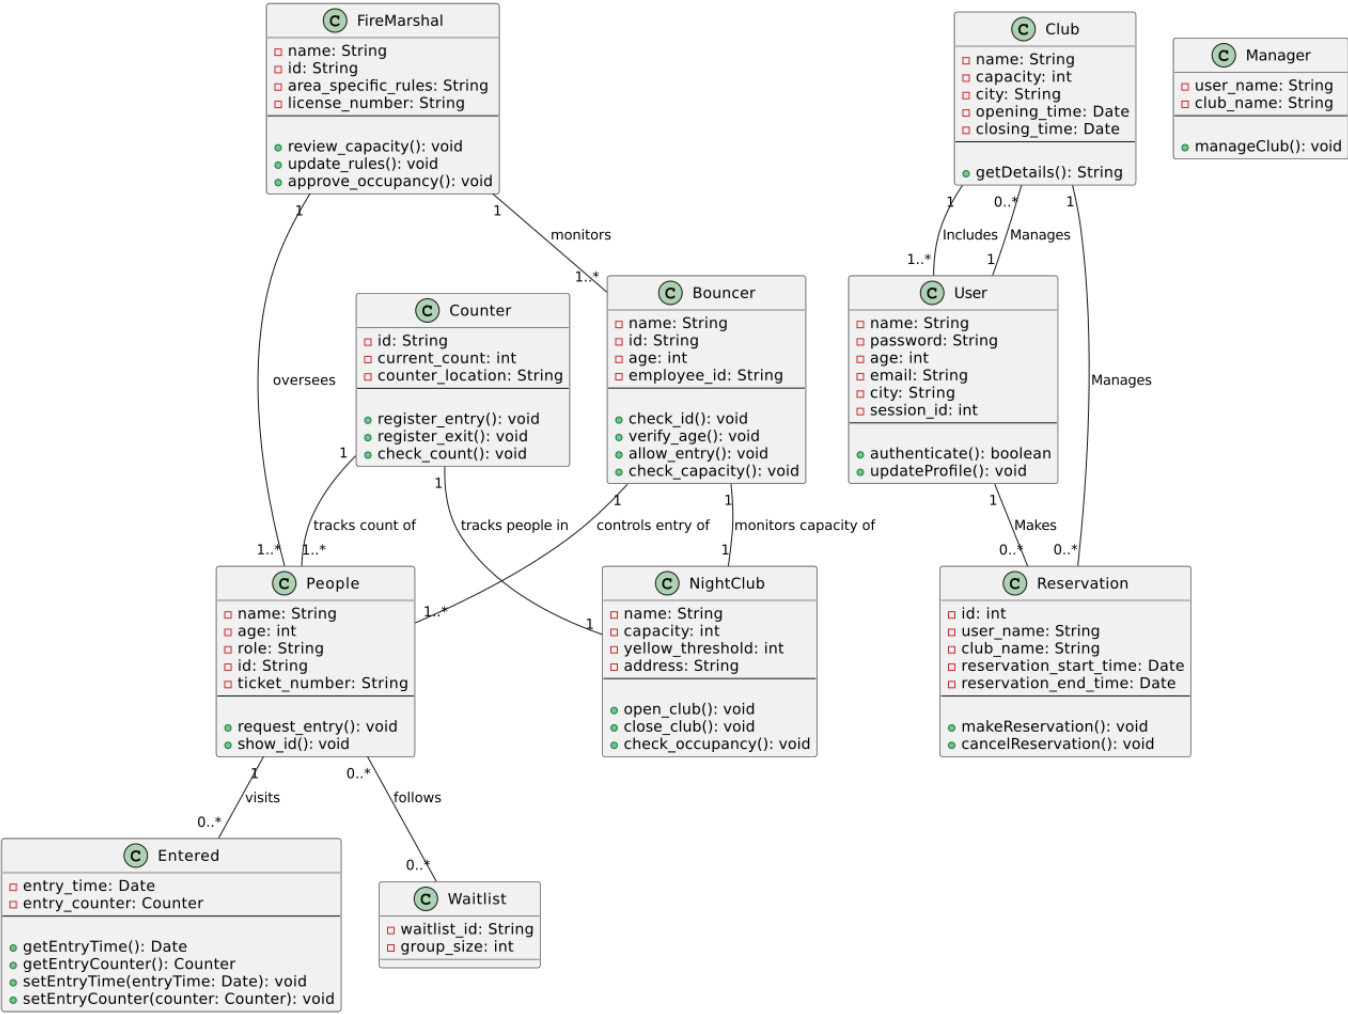 C FireMarshal
name: String
id: String
area_specific_rules: String
license_number: String
review_capacity(): void
update_rules(): void
approve_occupancy(): void
C Club
name: String
capacity: int
city: String
opening_time: Date
closing_time: Date
getDetails(): String
C Manager
user_name: String
club_name: String
manageClub(): void
1
1
monitors
1..*
1
0..*
1
Includes
Manages
1..*
1
oversees
Manages
C Counter
id: String
current_count: int
counter_location: String
register_entry(): void
register_exit(): void
check_count(): void
C Bouncer
name: String
id: String
age: int
employee_id: String
check_id(): void
verify_age(): void
allow_entry(): void
check_capacity(): void
C User
name: String
password: String
age: int
email: String
city: String
session_id: int
authenticate(): boolean
updateProfile(): void
1
1
1
1
1
tracks count of
tracks people in
controls entry of
monitors capacity of
Makes
1..*
1..*
1
0..*
0..*
1..*
1
C People
name: String
age: int
role: String
id: String
ticket_number: String
request_entry(): void
show_id(): void
C NightClub
name: String
capacity: int
yellow_threshold: int
address: String
open_club(): void
close_club(): void
check_occupancy(): void
C Reservation
id: int
user_name: String
club_name: String
reservation_start_time: Date
reservation_end_time: Date
makeReservation(): void
cancelReservation(): void
1
0..*
visits
follows
0..*
0..*
C Entered
entry_time: Date
entry_counter: Counter
getEntryTime(): Date
getEntryCounter(): Counter
setEntryTime(entryTime: Date): void
setEntryCounter(counter: Counter): void
C Waitlist
waitlist_id: String
group_size: int